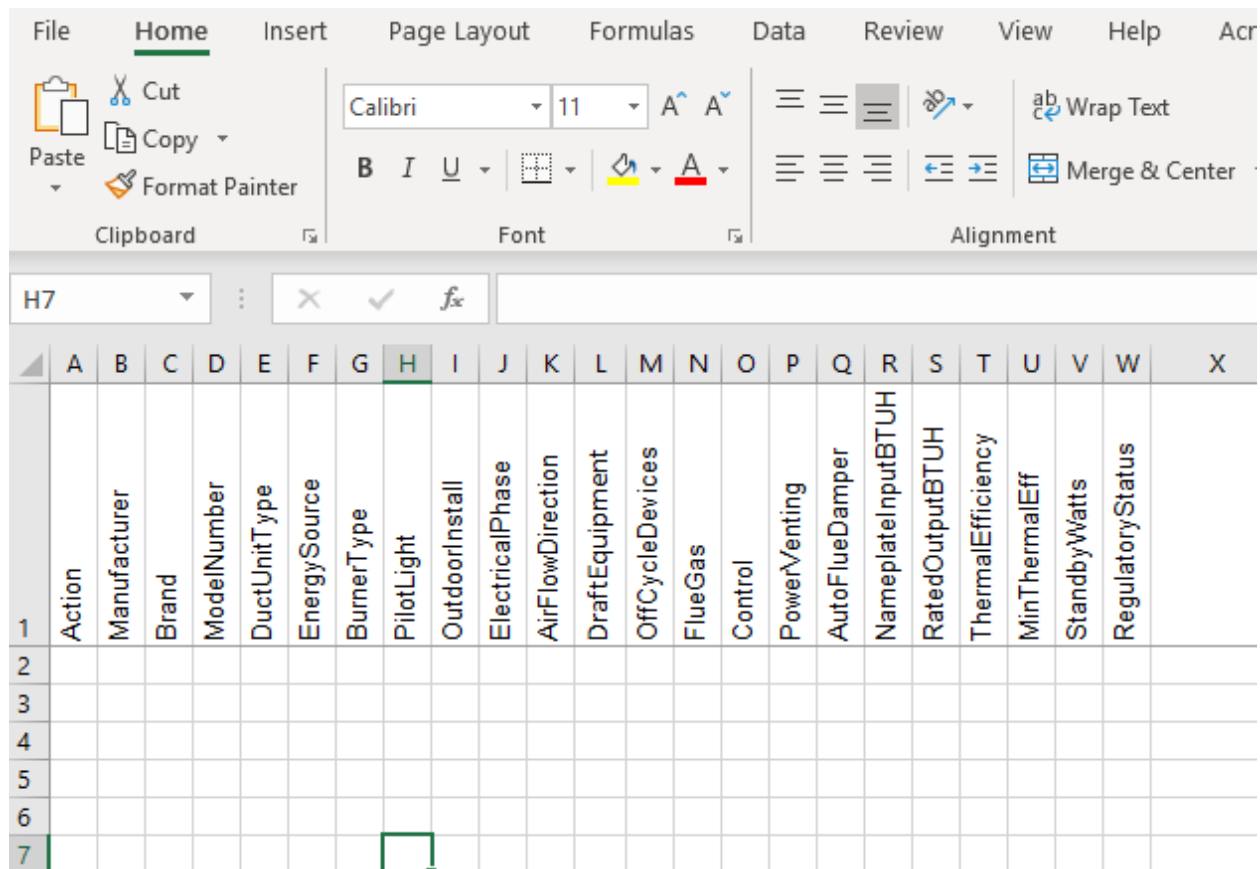 File Home Insert Page Layout Formulas Data Review View Help Acr
Cut
Calibri 11 A A ab Wrap Text
Copy
Paste
B I U A Merge & Center
Format Painter
Clipboard Font Alignment
H7 fx
A B C D E F G H I J K L M N O P Q R S T U V W X
1
Action
Manufacturer
Brand
ModelNumber
DuctUnitType
EnergySource
BurnerType
PilotLight
OutdoorInstall
ElectricalPhase
AirFlowDirection
DraftEquipment
OffCycleDevices
FlueGas
Control
PowerVenting
AutoFlueDamper
NameplateInputBTUH
RatedOutputBTUH
ThermalEfficiency
MinThermalEff
StandbyWatts
RegulatoryStatus
2
3
4
5
6
7